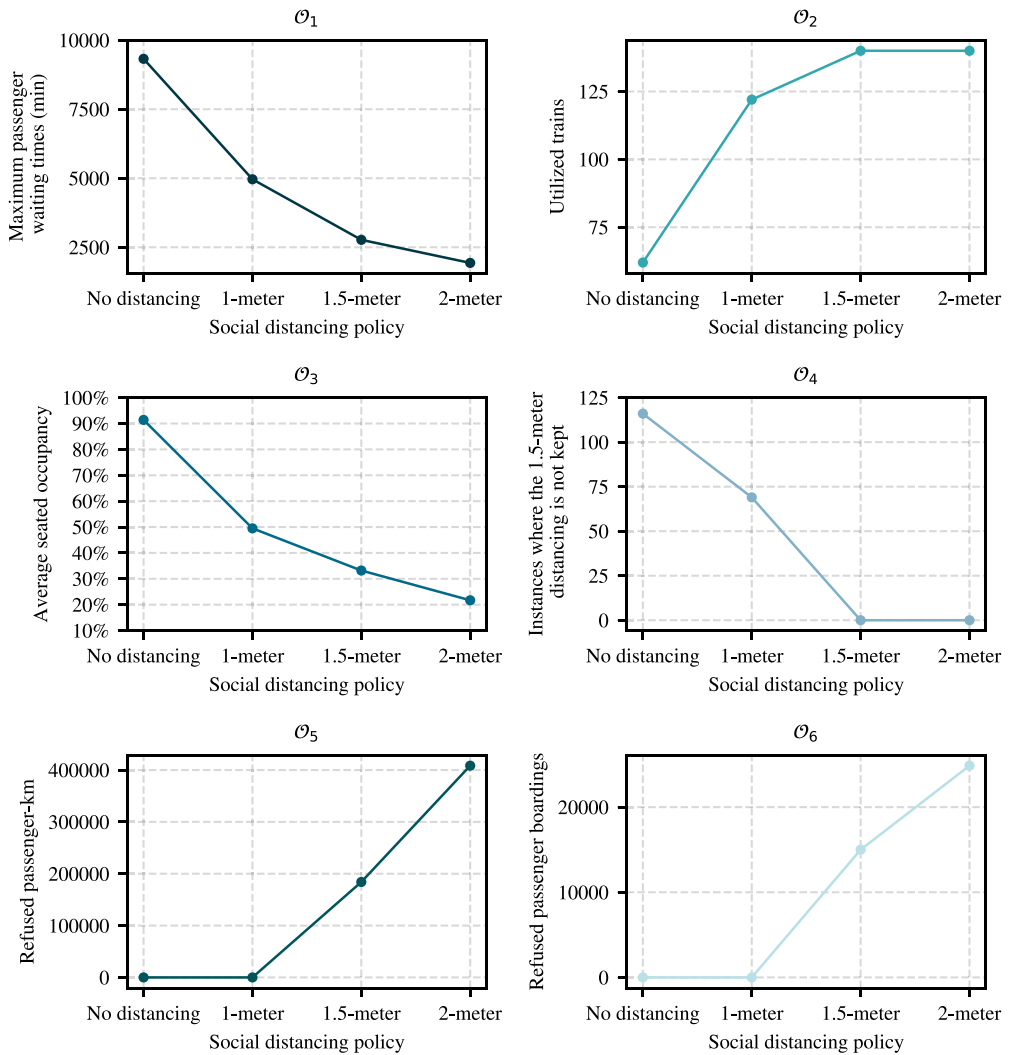 𝒪1
10000
7500
5000
2500
Maximum passenger
waiting times (min)
No distancing 1-meter 1.5-meter 2-meter
Social distancing policy
𝒪2
125
100
75
Utilized trains
No distancing 1-meter 1.5-meter 2-meter
Social distancing policy
𝒪3
100%
90%
80%
70%
60%
50%
40%
30%
20%
10%
Average seated occupancy
No distancing 1-meter 1.5-meter 2-meter
Social distancing policy
𝒪4
125
100
75
50
25
0
Instances where the 1.5-meter
distancing is not kept
No distancing 1-meter 1.5-meter 2-meter
Social distancing policy
𝒪5
400000
300000
200000
100000
0
Refused passenger-km
No distancing 1-meter 1.5-meter 2-meter
Social distancing policy
𝒪6
20000
10000
0
Refused passenger boardings
No distancing 1-meter 1.5-meter 2-meter
Social distancing policy